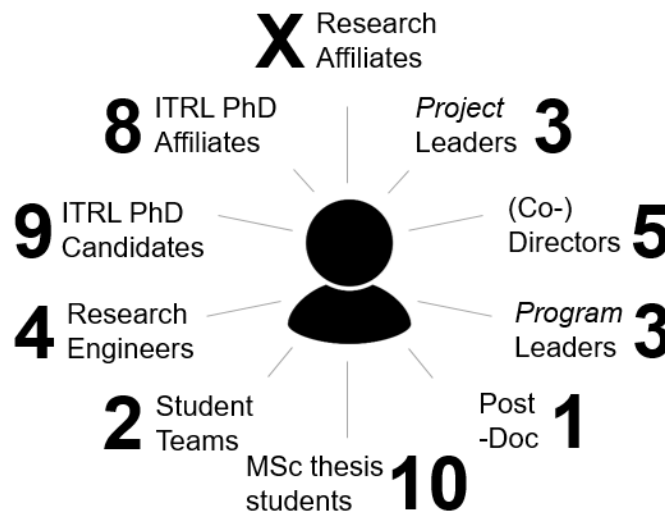 X Research
Affiliates
8 ITRL PhD
Affiliates
Project
Leaders 3
9 ITRL PhD
Candidates
(Co-)
Directors 5
4 Research
Engineers
Program
Leaders 3
2 Student
Teams
Post
-Doc 1
MSc thesis
students 10